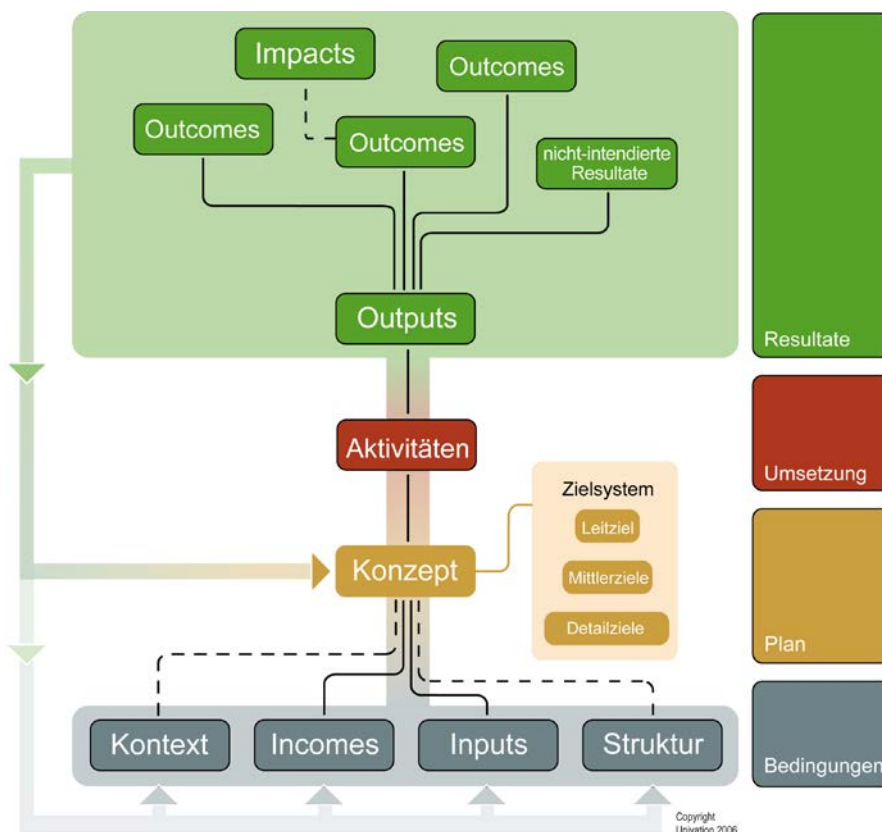 Impacts
Outcomes
Outcomes
Outcomes
nicht-intendierte
Resultate
Outputs
Resultate
Aktivitäten
Umsetzung
Zielsystem
Leitziel
Konzept
Mittlerziele
Detailziele
Plan
Kontext
Incomes
Inputs
Struktur
Bedingungen
Copyright
Univation 2006